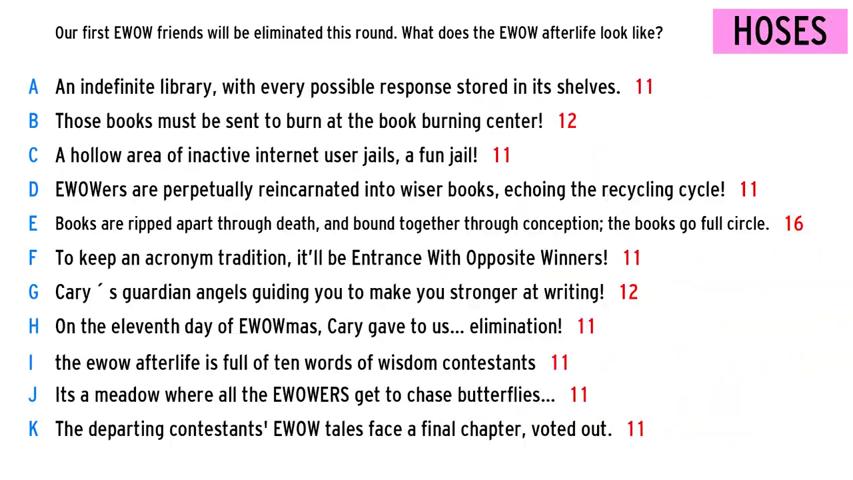 Our first EWOW friends will be eliminated this round. What does the EWOW afterlife look like?
HOSES
A An indefinite library, with every possible response stored in its shelves. 11
B Those books must be sent to burn at the book burning center! 12
C A hollow area of inactive internet user jails, a fun jail! 11
D EWOWers are perpetually reincarnated into wiser books, echoing the recycling cycle! 11
E Books are ripped apart through death, and bound together through conception; the books go full circle. 16
F To keep an acronym tradition, it'll be Entrance With Opposite Winners! 11
G Cary ´ s guardian angels guiding you to make you stronger at writing! 12
H On the eleventh day of EWOWmas, Cary gave to us... elimination! 11
I the ewow afterlife is full of ten words of wisdom contestants 11
J Its a meadow where all the EWOWERS get to chase butterflies... 11
K The departing contestants' EWOW tales face a final chapter, voted out. 11